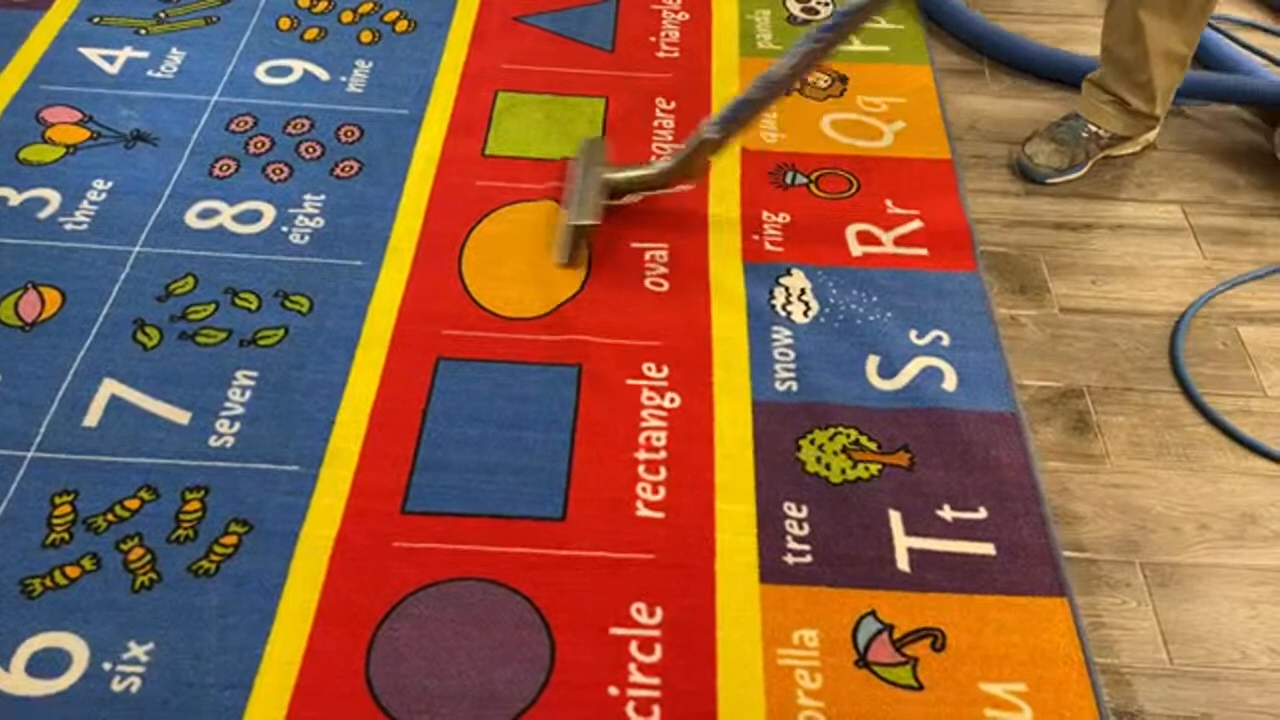 4
four
9
nine
3
three
8
eight
7
seven
6
six
triangle
square
oval
rectangle
circle
panda
Pp
Qq
ring
Rr
snow
Ss
tree
Tt
u